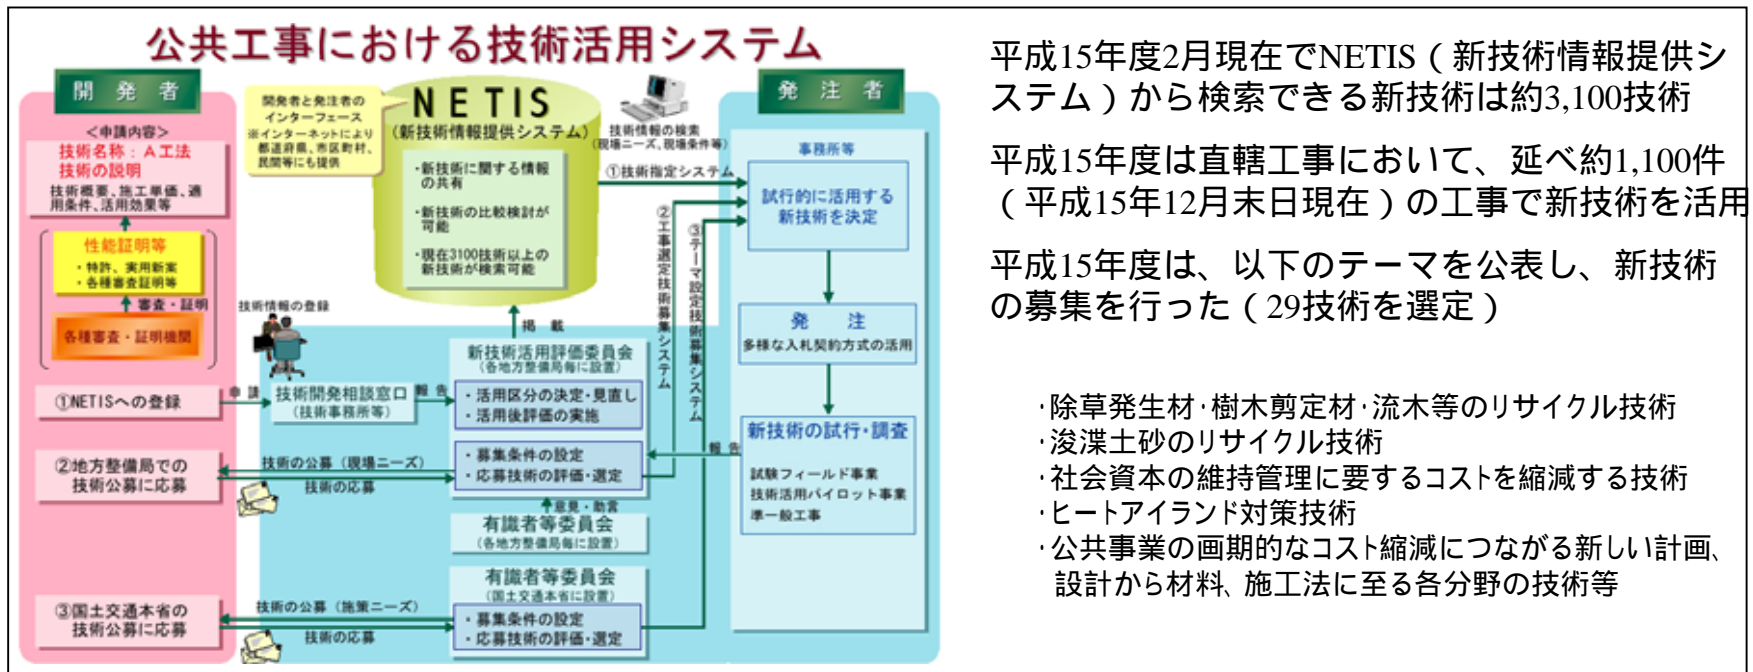 公共工事における技術活用システム
開発者
<申請内容>
技術名称：A工法
技術の説明
技術概要、施工単価、適
用条件、活用効果等
性能証明等
・特許、実用新案
・各種審査証明等
審査・証明
各種審査・証明機関
①NETISへの登録
②地方整備局での
技術公募に応募
③国土交通本省の
技術公募に応募
開発者と発注者の
インターフェース
※インターネットにより
都道府県、市区町村、
民間等にも提供
NETIS
(新技術情報提供システム)
・新技術に関する情報
の共有
・新技術の比較検討が
可能
・現在3100技術以上の
新技術が検索可能
技術情報の検索
(現場ニーズ、現場条件等)
①技術指定システム
②工事選定技術募集システム
③テーマ設定技術募集システム
技術情報の登録
掲 載
申 請
技術開発相談窓口
(技術事務所等)
報 告
新技術活用評価委員会
(各地方整備局毎に設置)
・活用区分の決定・見直し
・活用後評価の実施
・募集条件の設定
・応募技術の評価・選定
技術の公募（現場ニーズ）
技術の応募
意見・助言
有識者等委員会
(各地方整備局毎に設置)
有識者等委員会
(国土交通本省に設置)
・募集条件の設定
・応募技術の評価・選定
技術の公募（施策ニーズ）
技術の応募
発注者
事務所等
試行的に活用する
新技術を決定
発 注
多様な入札契約方式の活用
新技術の試行・調査
試験フィールド事業
技術活用パイロット事業
準一般工事
報 告
平成15年度2月現在でNETIS（新技術情報提供シ
ステム）から検索できる新技術は約3,100技術
平成15年度は直轄工事において、延べ約1,100件
（平成15年12月末日現在）の工事で新技術を活用
平成15年度は、以下のテーマを公表し、新技術
の募集を行った（29技術を選定）
・除草発生材・樹木剪定材・流木等のリサイクル技術
・浚渫土砂のリサイクル技術
・社会資本の維持管理に要するコストを縮減する技術
・ヒートアイランド対策技術
・公共事業の画期的なコスト縮減につながる新しい計画、
設計から材料、施工法に至る各分野の技術等